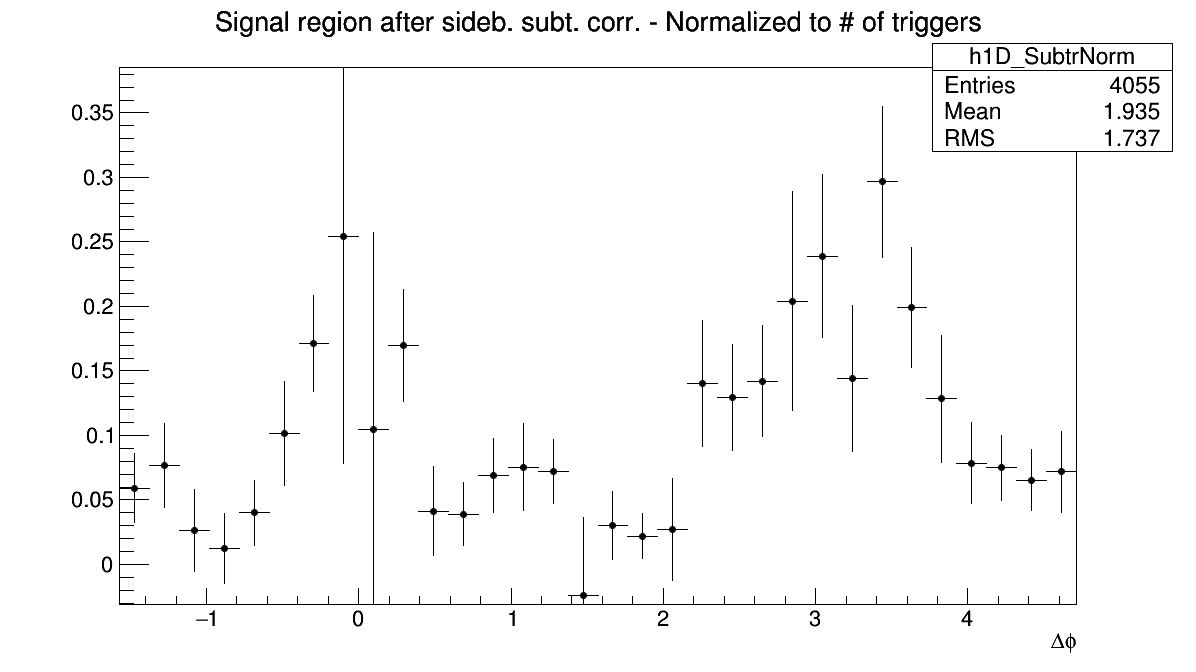 Signal region after sideb. subt. corr. - Normalized to # of triggers
h1D_SubtrNorm
Entries 4055
Mean 1.935
RMS 1.737
0.35
0.3
0.25
0.2
0.15
0.1
0.05
0
−1 0 1 2 3 4
Δϕ